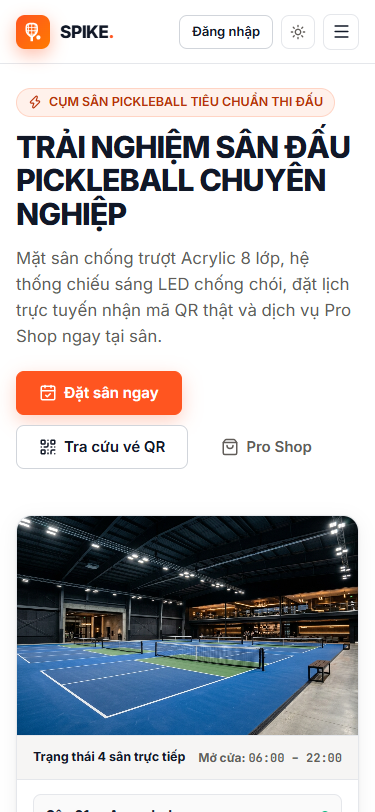 SPIKE.
Đăng nhập
CỤM SÂN PICKLEBALL TIÊU CHUẨN THI ĐẤU
TRẢI NGHIỆM SÂN ĐẤU
PICKLEBALL CHUYÊN
NGHIỆP
Mặt sân chống trượt Acrylic 8 lớp, hệ
thống chiếu sáng LED chống chói, đặt lịch
trực tuyến nhận mã QR thật và dịch vụ Pro
Shop ngay tại sân.
Đặt sân ngay
Tra cứu vé QR
Pro Shop
Trạng thái 4 sân trực tiếp
Mở cửa: 06:00 – 22:00